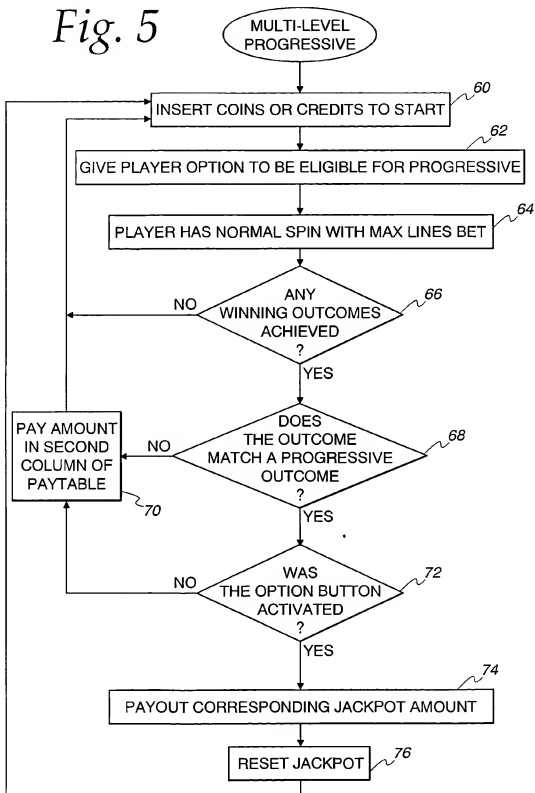 Fig. 5
MULTI-LEVEL
PROGRESSIVE
INSERT COINS OR CREDITS TO START
60
GIVE PLAYER OPTION TO BE ELIGIBLE FOR PROGRESSIVE
62
PLAYER HAS NORMAL SPIN WITH MAX LINES BET
64
ANY
WINNING OUTCOMES
ACHIEVED
?
66
NO
YES
DOES
THE OUTCOME
MATCH A PROGRESSIVE
OUTCOME
?
68
NO
YES
PAY AMOUNT
IN SECOND
COLUMN OF
PAYTABLE
70
WAS
THE OPTION BUTTON
ACTIVATED
?
72
NO
YES
PAYOUT CORRESPONDING JACKPOT AMOUNT
74
RESET JACKPOT
76